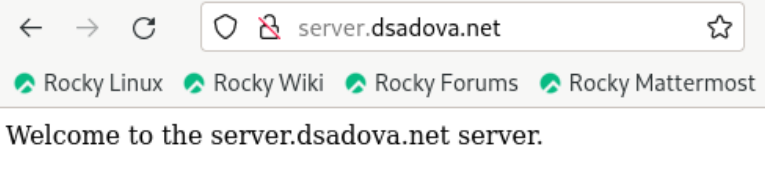 server.dsadova.net
Rocky Linux Rocky Wiki Rocky Forums Rocky Mattermost
Welcome to the server.dsadova.net server.